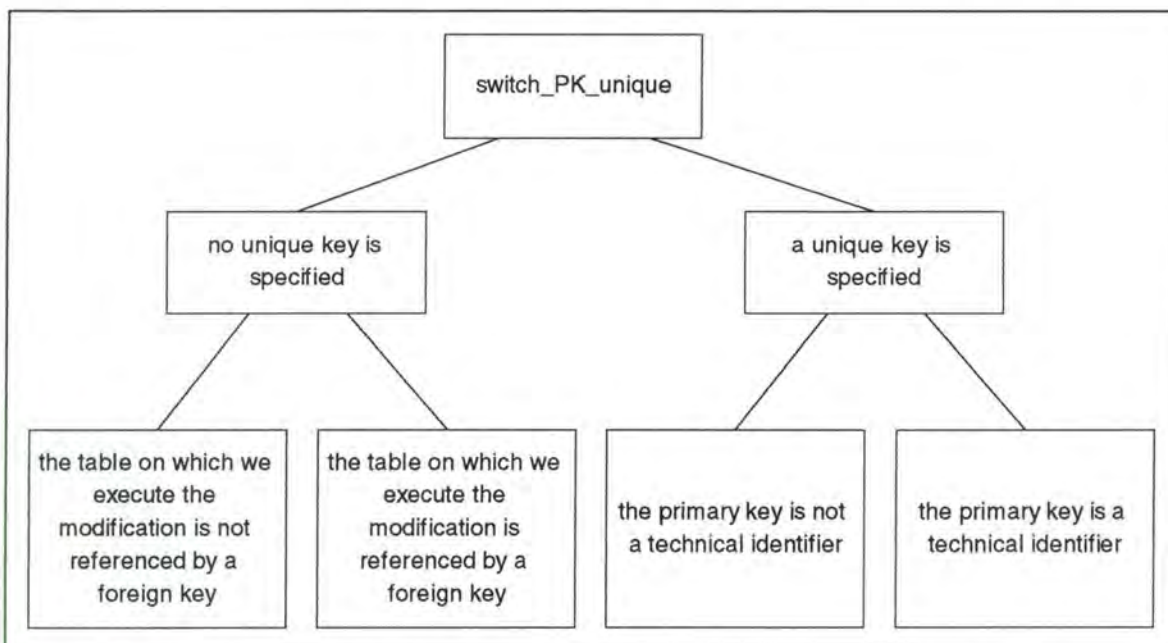 switch_PK_unique
no unique key is
specified
a unique key is
specified
the table on which we
execute the
modification is not
referenced by a
foreign key
the table on which we
execute the
modification is
referenced by a
foreign key
the primary key is not
a technical identifier
the primary key is a
technical identifier